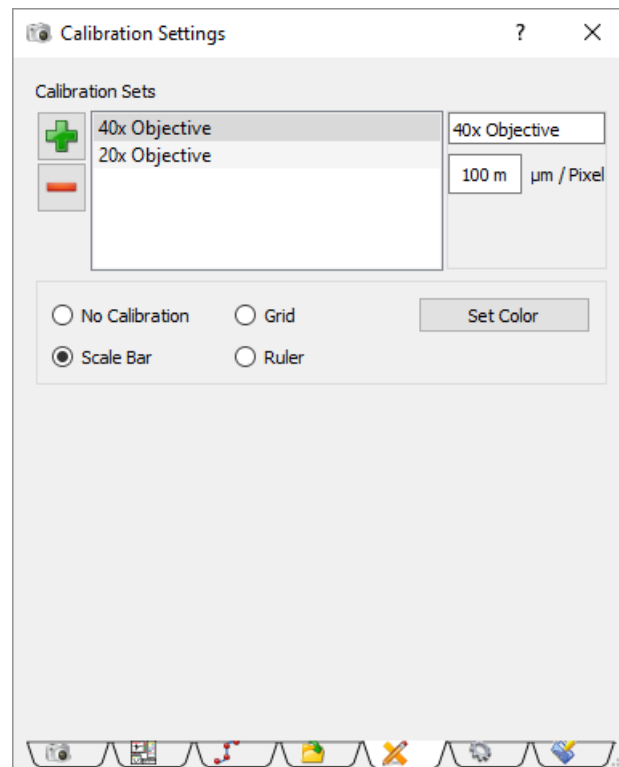 Calibration Settings
?
Calibration Sets
40x Objective
20x Objective
40x Objective
100 m µm / Pixel
No Calibration
Grid
Set Color
Scale Bar
Ruler